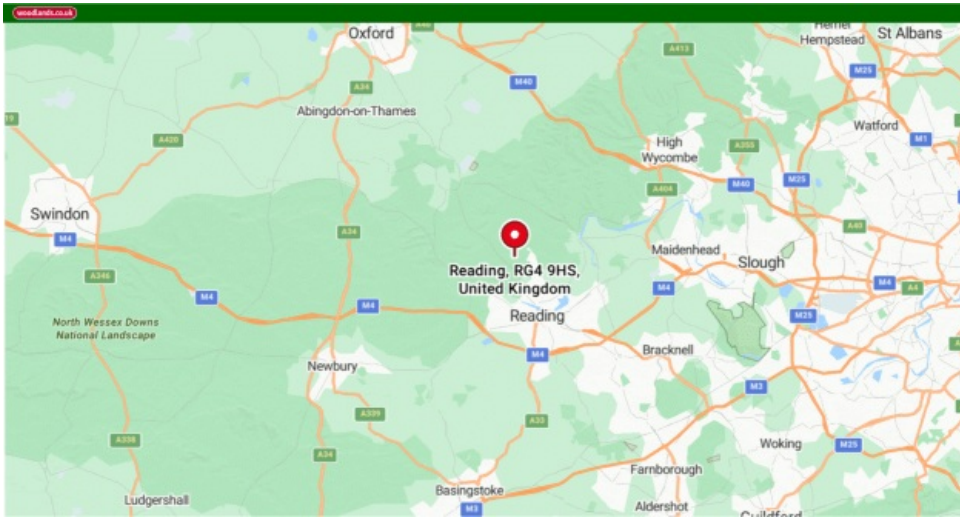 woodlands.co.uk
Oxford
A40
A413
Hemel
Hempstead
St Albans
M25
M40
A34
Abingdon-on-Thames
Watford
M1
19
A420
High
Wycombe
A355
M40
M25
A404
Swindon
M4
A34
A40
Maidenhead
Slough
Reading, RG4 9HS,
United Kingdom
A346
M4
M4
M4
M4
A4
M25
Reading
North Wessex Downs
National Landscape
M4
Bracknell
Newbury
M3
A339
A33
A338
A34
Woking
M25
Farnborough
Basingstoke
M3
Ludgershall
Aldershot
Guildford